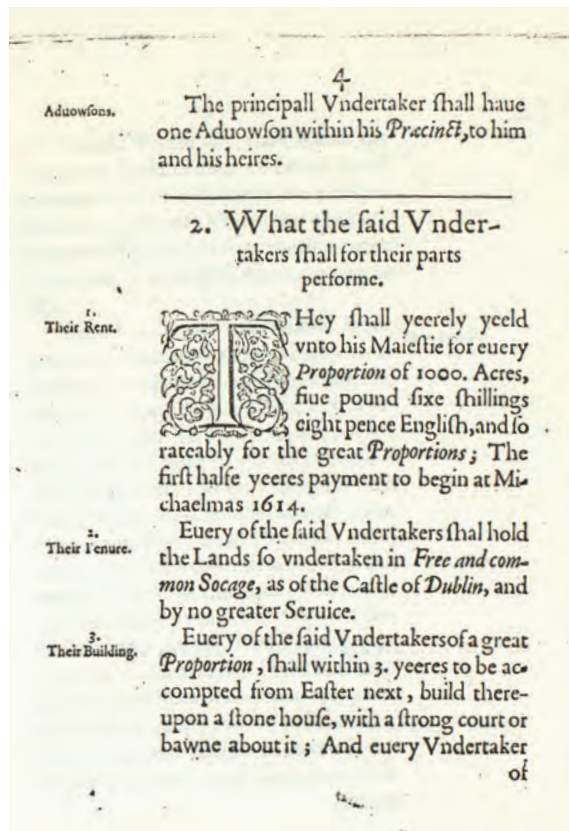 4
Aduowſons.
The principall Vndertaker ſhall haue
one Aduowſon within his Præcinct, to him
and his heires.
2. What the ſaid Vnder-
takers ſhall for their parts
performe.
1.
Their Rent.
THey ſhall yeerely yeeld
vnto his Maieſtie for euery
Proportion of 1000. Acres,
fiue pound ſixe ſhillings
eight pence Engliſh, and ſo
rateably for the great Proportions; The
firſt halfe yeeres payment to begin at Mi-
chaelmas 1614.
2.
Their Tenure.
Euery of the ſaid Vndertakers ſhal hold
the Lands ſo vndertaken in Free and com-
mon Socage, as of the Caſtle of Dublin, and
by no greater Seruice.
3.
Their Building.
Euery of the ſaid Vndertakers of a great
Proportion, ſhall within 3. yeeres to be ac-
compted from Eaſter next, build there-
upon a ſtone houſe, with a ſtrong court or
bawne about it; And euery Vndertaker
of